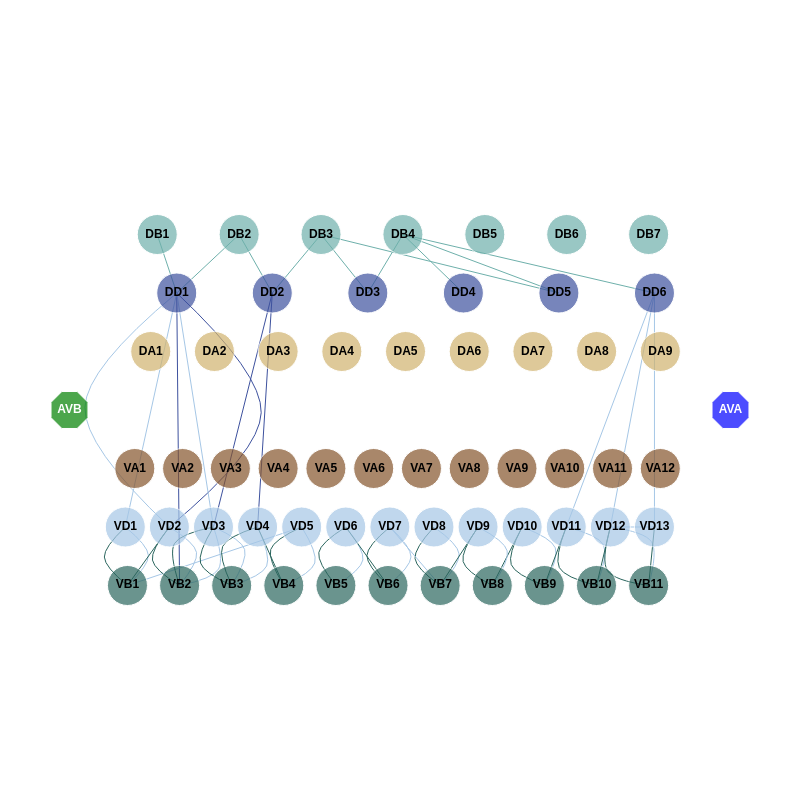 DB1 DB2 DB3 DB4 DB5 DB6 DB7
DD1 DD2 DD3 DD4 DD5 DD6
DA1 DA2 DA3 DA4 DA5 DA6 DA7 DA8 DA9
AVB AVA
VA1 VA2 VA3 VA4 VA5 VA6 VA7 VA8 VA9 VA10 VA11 VA12
VD1 VD2 VD3 VD4 VD5 VD6 VD7 VD8 VD9 VD10 VD11 VD12 VD13
VB1 VB2 VB3 VB4 VB5 VB6 VB7 VB8 VB9 VB10 VB11